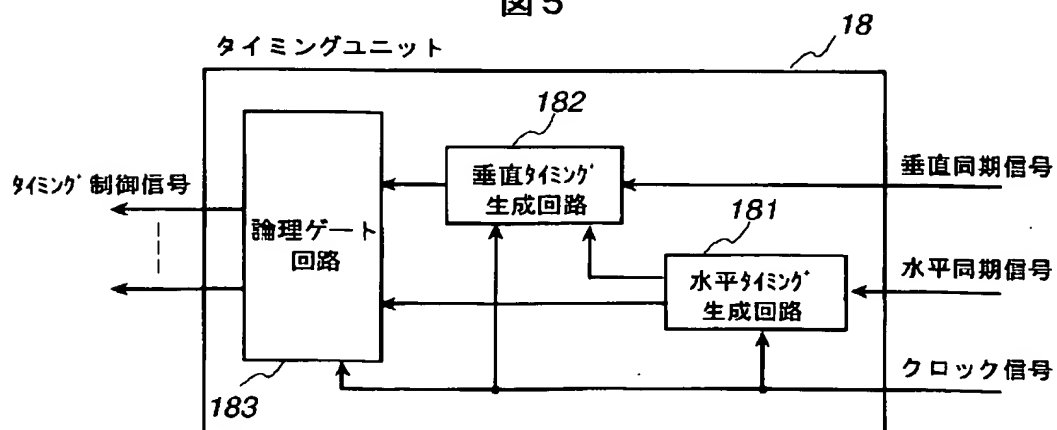 図5
タイミングユニット
18
182
垂直ﾀｲﾐﾝｸﾞ
生成回路
垂直同期信号
ﾀｲﾐﾝｸﾞ制御信号
論理ゲート
回路
181
水平ﾀｲﾐﾝｸﾞ
生成回路
水平同期信号
クロック信号
183